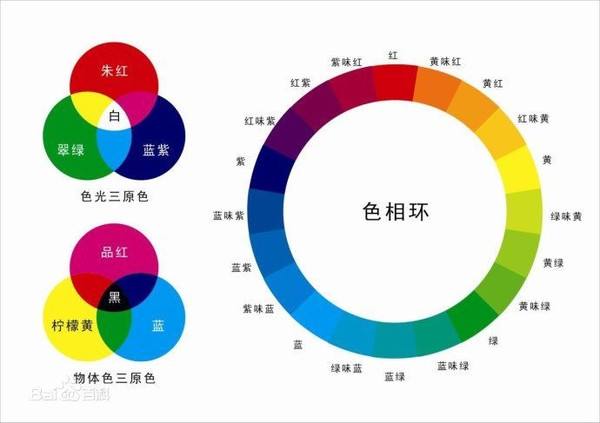 朱红
白
翠绿
蓝紫
色光三原色
品红
黑
柠檬黄
蓝
物体色三原色
Bai百科
色相环
红
黄味红
黄红
红味黄
黄
绿味黄
黄绿
黄味绿
绿
蓝味绿
蓝绿
绿味蓝
蓝
紫味蓝
蓝紫
蓝味紫
紫
红味紫
红紫
紫味红